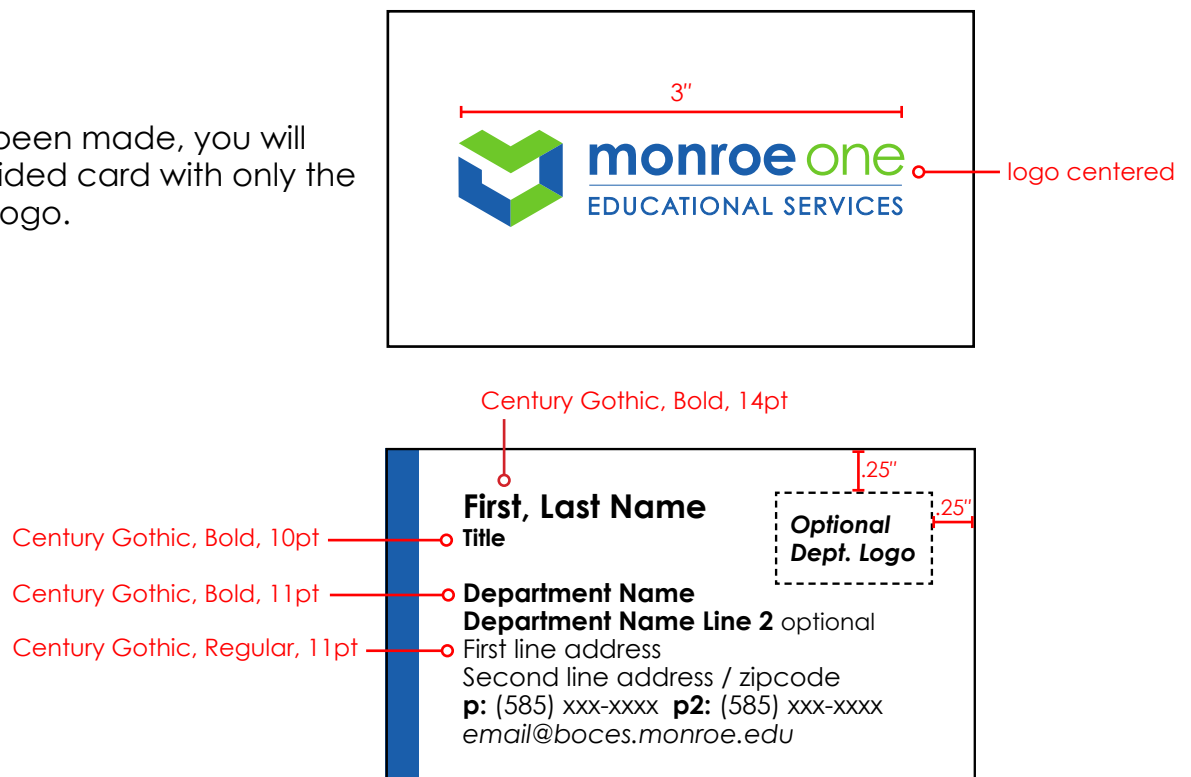 been made, you will
ided card with only the
ogo.
3"
monroe one
EDUCATIONAL SERVICES
logo centered
Century Gothic, Bold, 14pt
.25"
.25"
First, Last Name
Optional
Dept. Logo
Century Gothic, Bold, 10pt
Title
Century Gothic, Bold, 11pt
Department Name
Department Name Line 2 optional
Century Gothic, Regular, 11pt
First line address
Second line address / zipcode
p: (585) xxx-xxxx p2: (585) xxx-xxxx
email@boces.monroe.edu